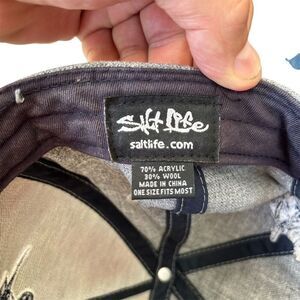 Salt Life
saltlife.com
70% ACRYLIC
30% WOOL
MADE IN CHINA
ONE SIZE FITS MOST